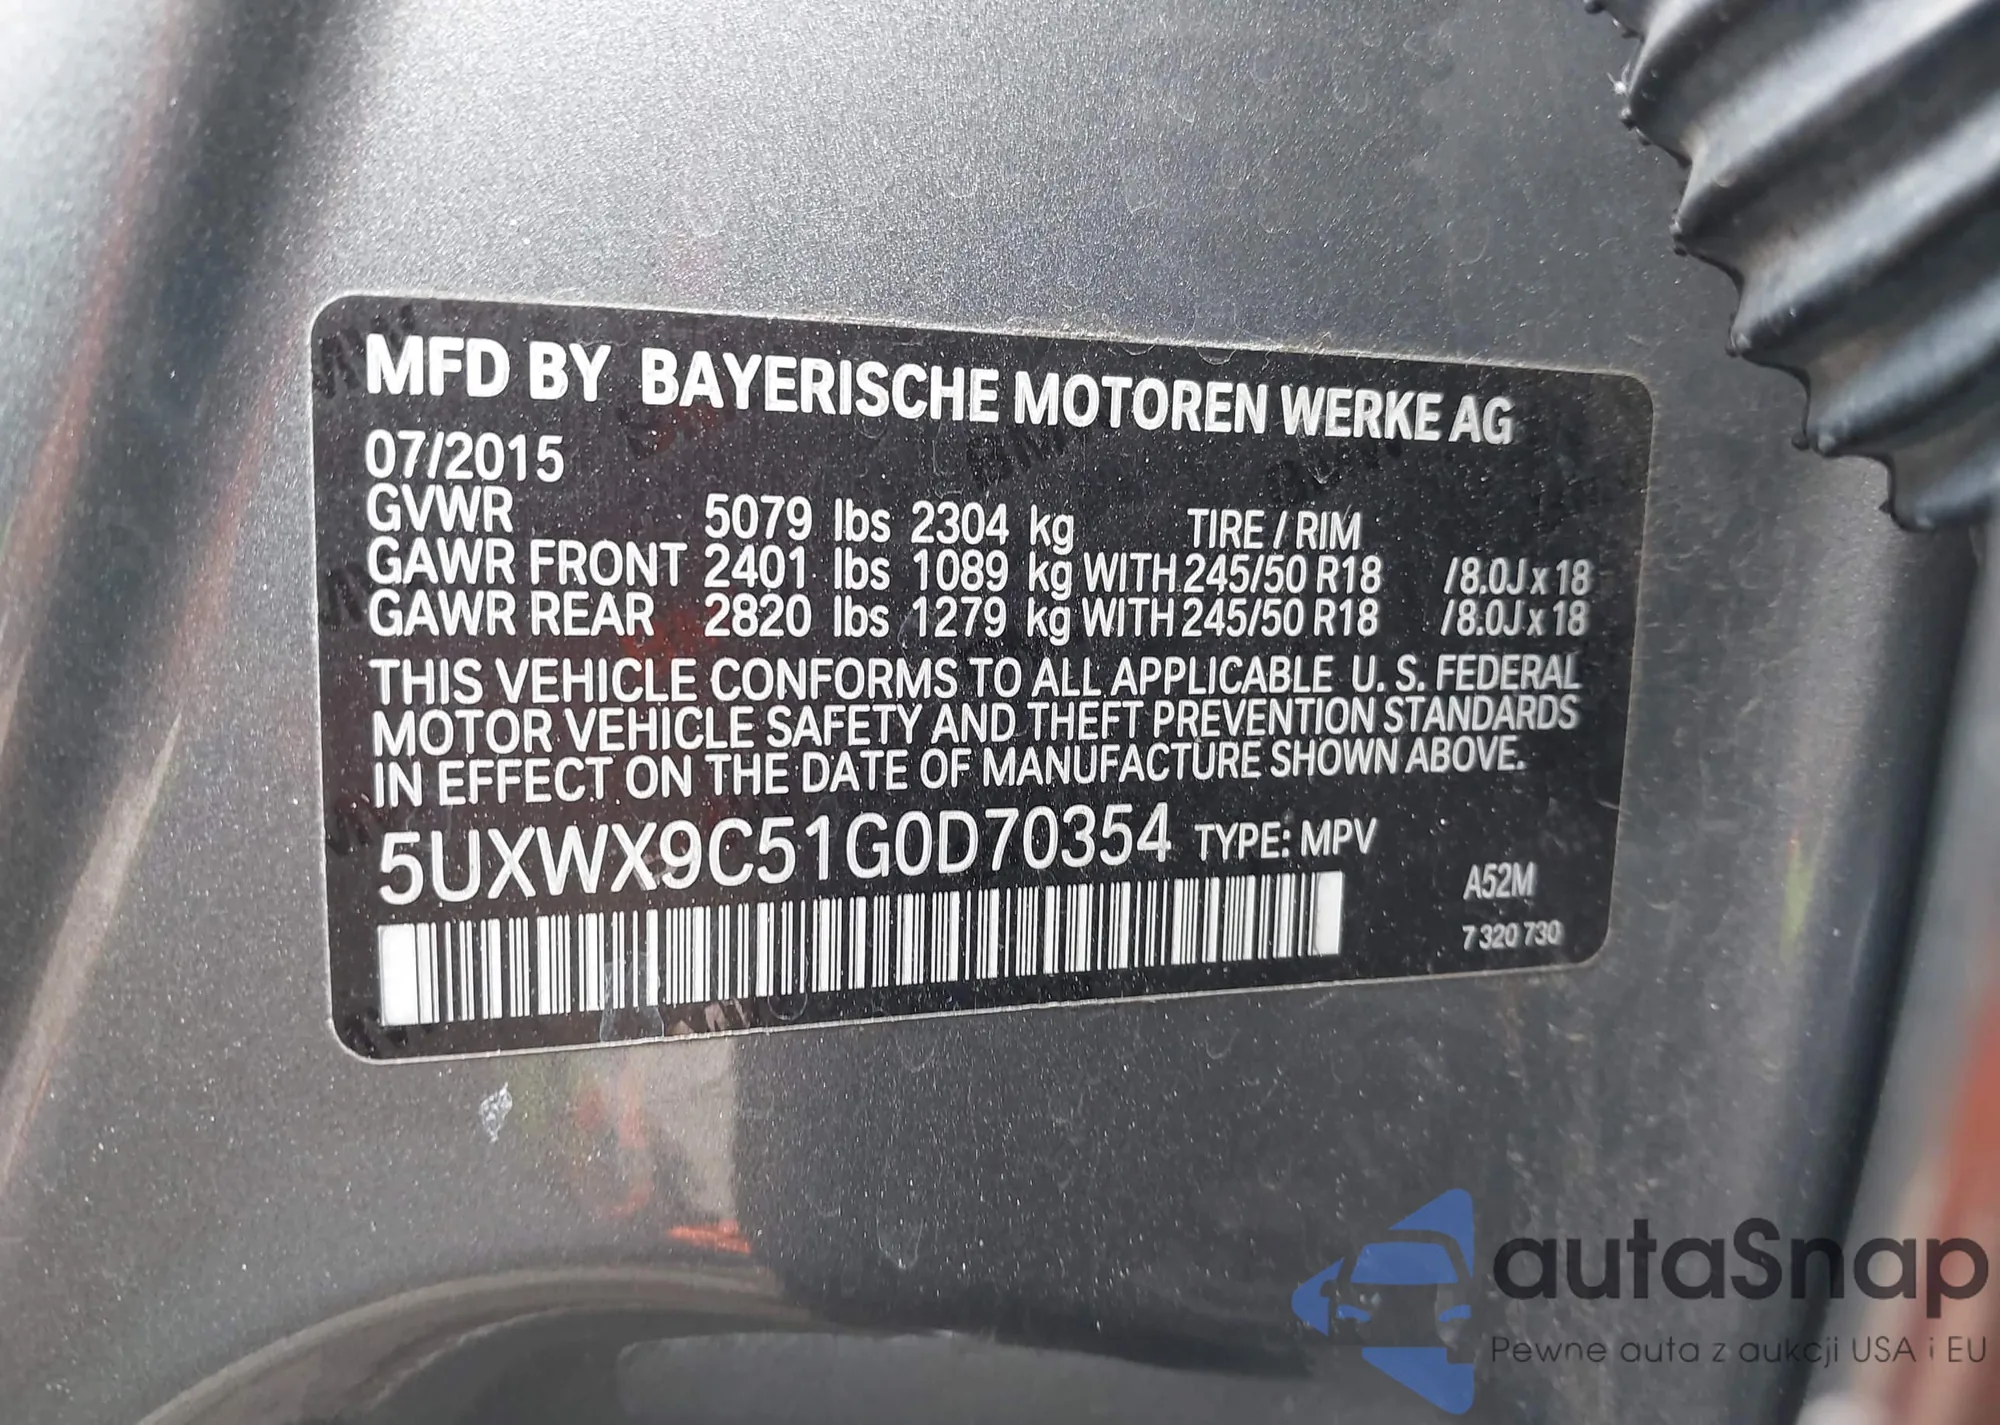 MFD BY BAYERISCHE MOTOREN WERKE AG
07/2015
GVWR 5079 lbs 2304 kg TIRE / RIM
GAWR FRONT 2401 lbs 1089 kg WITH 245/50 R18 /8.0J x 18
GAWR REAR 2820 lbs 1279 kg WITH 245/50 R18 /8.0J x 18
THIS VEHICLE CONFORMS TO ALL APPLICABLE U. S. FEDERAL
MOTOR VEHICLE SAFETY AND THEFT PREVENTION STANDARDS
IN EFFECT ON THE DATE OF MANUFACTURE SHOWN ABOVE.
5UXWX9C51G0D70354 TYPE: MPV
A52M
7 320 730
autaSnap
Pewne auta z aukcji USA i EU